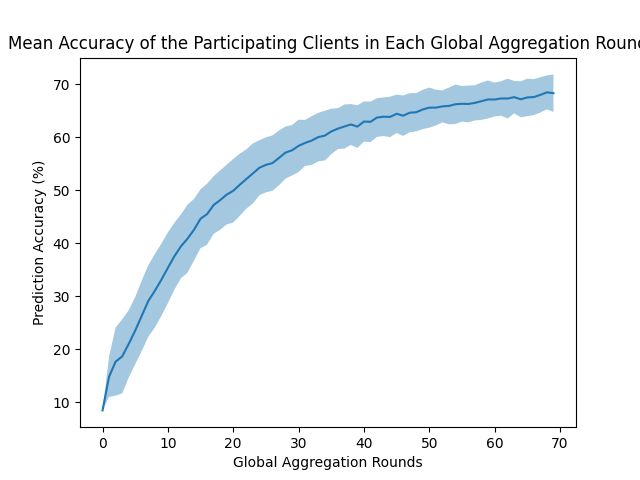 Mean Accuracy of the Participating Clients in Each Global Aggregation Roun
70
60
50
40
30
20
10
Prediction Accuracy (%)
0 10 20 30 40 50 60 70
Global Aggregation Rounds